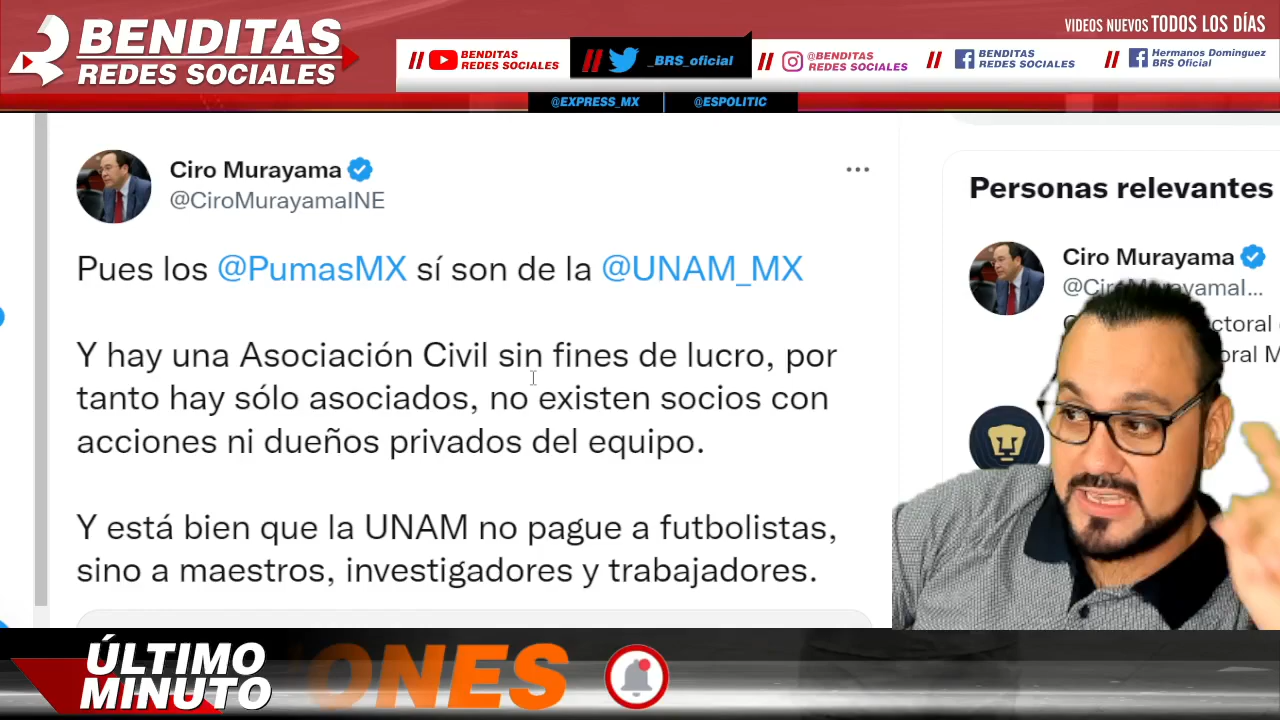 BENDITAS
REDES SOCIALES
VIDEOS NUEVOS TODOS LOS DÍAS
BENDITAS
REDES SOCIALES
_BRS_oficial
@BENDITAS
REDES SOCIALES
BENDITAS
REDES SOCIALES
Hermanos Dominguez
BRS Oficial
@EXPRESS_MX
@ESPOLITIC
Ciro Murayama
@CiroMurayamaINE
Pues los @PumasMX sí son de la @UNAM_MX
Y hay una Asociación Civil sin fines de lucro, por
tanto hay sólo asociados, no existen socios con
acciones ni dueños privados del equipo.
Y está bien que la UNAM no pague a futbolistas,
sino a maestros, investigadores y trabajadores.
Personas relevantes
Ciro Murayama
ÚLTIMO
MINUTO